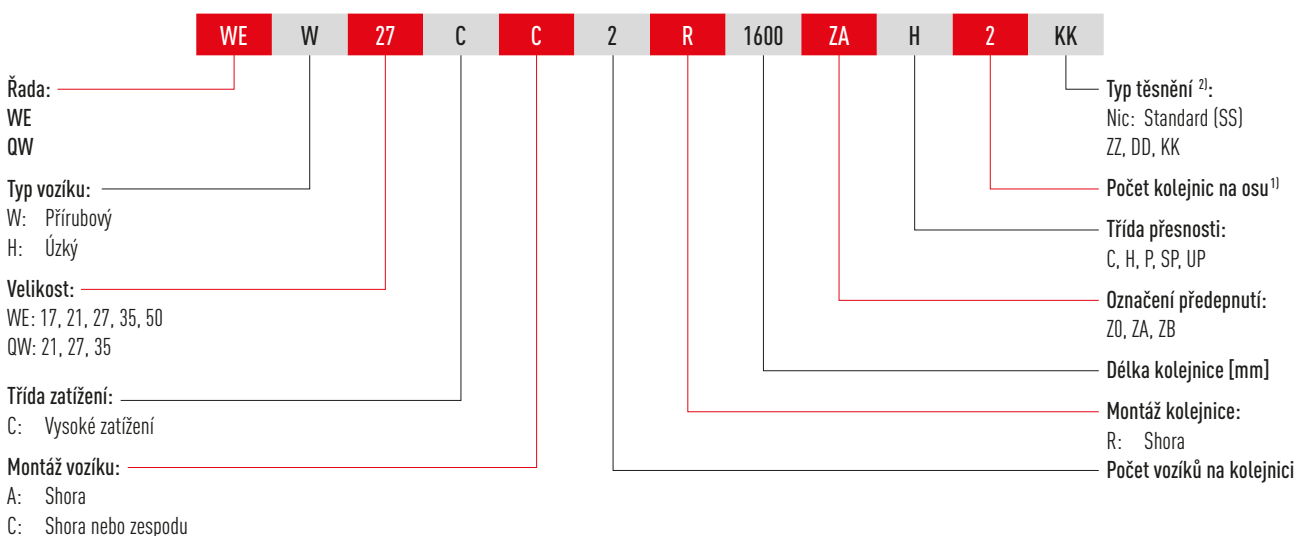 WE W 27 C C 2 R 1600 ZA H 2 KK
Řada:
WE
QW
Typ vozíku:
W: Přírubový
H: Úzký
Velikost:
WE: 17, 21, 27, 35, 50
QW: 21, 27, 35
Třída zatížení:
C: Vysoké zatížení
Montáž vozíku:
A: Shora
C: Shora nebo zespodu
Typ těsnění 2):
Nic: Standard (SS)
ZZ, DD, KK
Počet kolejnic na osu1)
Třída přesnosti:
C, H, P, SP, UP
Označení předepnutí:
Z0, ZA, ZB
Délka kolejnice [mm]
Montáž kolejnice:
R: Shora
Počet vozíků na kolejnici